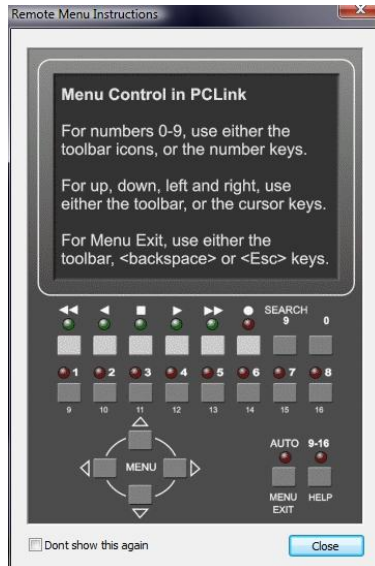 Remote Menu Instructions
Menu Control in PCLink
For numbers 0-9, use either the
toolbar icons, or the number keys.
For up, down, left and right, use
either the toolbar, or the cursor keys.
For Menu Exit, use either the
toolbar, <backspace> or <Esc> keys.
SEARCH
9 0
1 2 3 4 5 6 7 8
9 10 11 12 13 14 15 16
MENU
AUTO 9-16
MENU EXIT HELP
Dont show this again
Close